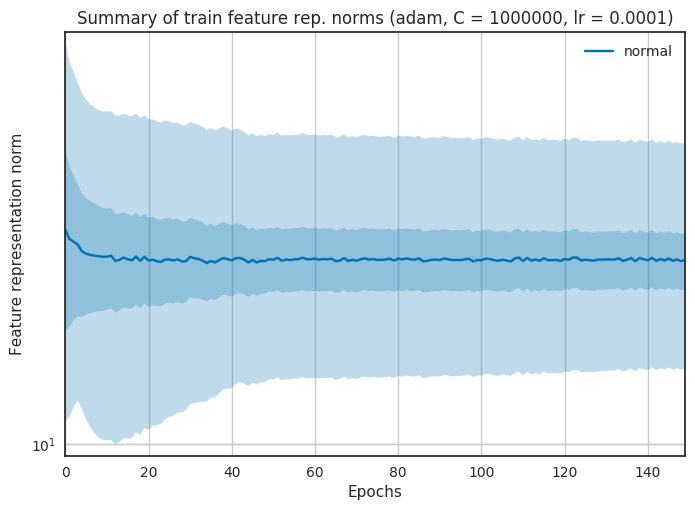 Summary of train feature rep. norms (adam, C = 1000000, lr = 0.0001)
normal
Feature representation norm
10¹
0 20 40 60 80 100 120 140
Epochs